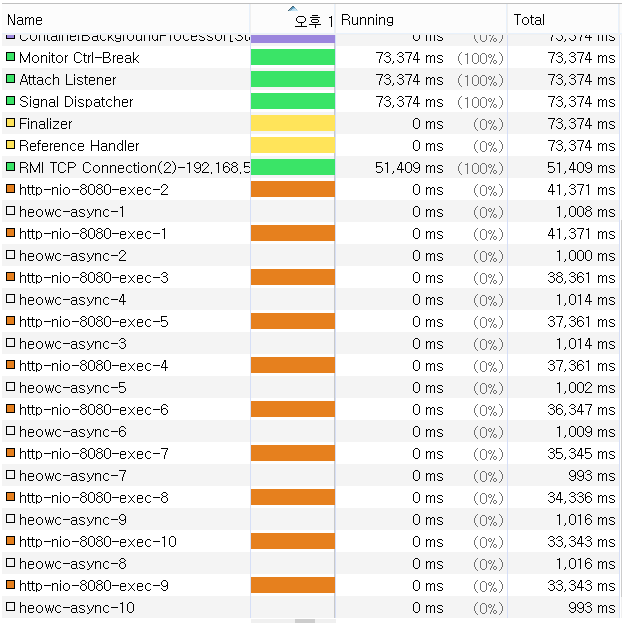 Name 오후 1 Running Total
ContainerBackgroundProcessor[St 0 ms (0%) 73,374 ms
Monitor Ctrl-Break 73,374 ms (100%) 73,374 ms
Attach Listener 73,374 ms (100%) 73,374 ms
Signal Dispatcher 73,374 ms (100%) 73,374 ms
Finalizer 0 ms (0%) 73,374 ms
Reference Handler 0 ms (0%) 73,374 ms
RMI TCP Connection(2)-192,168,5 51,409 ms (100%) 51,409 ms
http-nio-8080-exec-2 0 ms (0%) 41,371 ms
heowc-async-1 0 ms (0%) 1,008 ms
http-nio-8080-exec-1 0 ms (0%) 41,371 ms
heowc-async-2 0 ms (0%) 1,000 ms
http-nio-8080-exec-3 0 ms (0%) 38,361 ms
heowc-async-4 0 ms (0%) 1,014 ms
http-nio-8080-exec-5 0 ms (0%) 37,361 ms
heowc-async-3 0 ms (0%) 1,014 ms
http-nio-8080-exec-4 0 ms (0%) 37,361 ms
heowc-async-5 0 ms (0%) 1,002 ms
http-nio-8080-exec-6 0 ms (0%) 36,347 ms
heowc-async-6 0 ms (0%) 1,009 ms
http-nio-8080-exec-7 0 ms (0%) 35,345 ms
heowc-async-7 0 ms (0%) 993 ms
http-nio-8080-exec-8 0 ms (0%) 34,336 ms
heowc-async-9 0 ms (0%) 1,016 ms
http-nio-8080-exec-10 0 ms (0%) 33,343 ms
heowc-async-8 0 ms (0%) 1,016 ms
http-nio-8080-exec-9 0 ms (0%) 33,343 ms
heowc-async-10 0 ms (0%) 993 ms